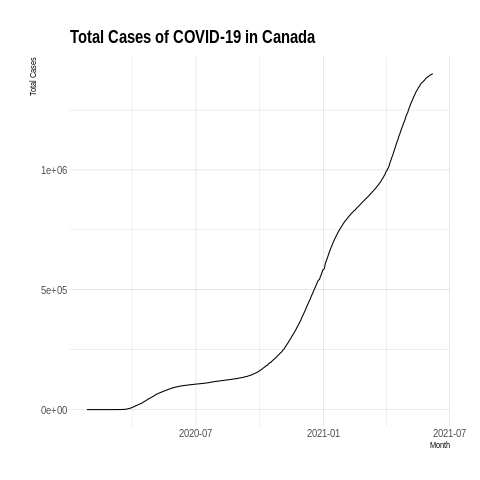 Total Cases of COVID-19 in Canada
Total Cases
1e+06
5e+05
0e+00
2020-07 2021-01 2021-07
Month